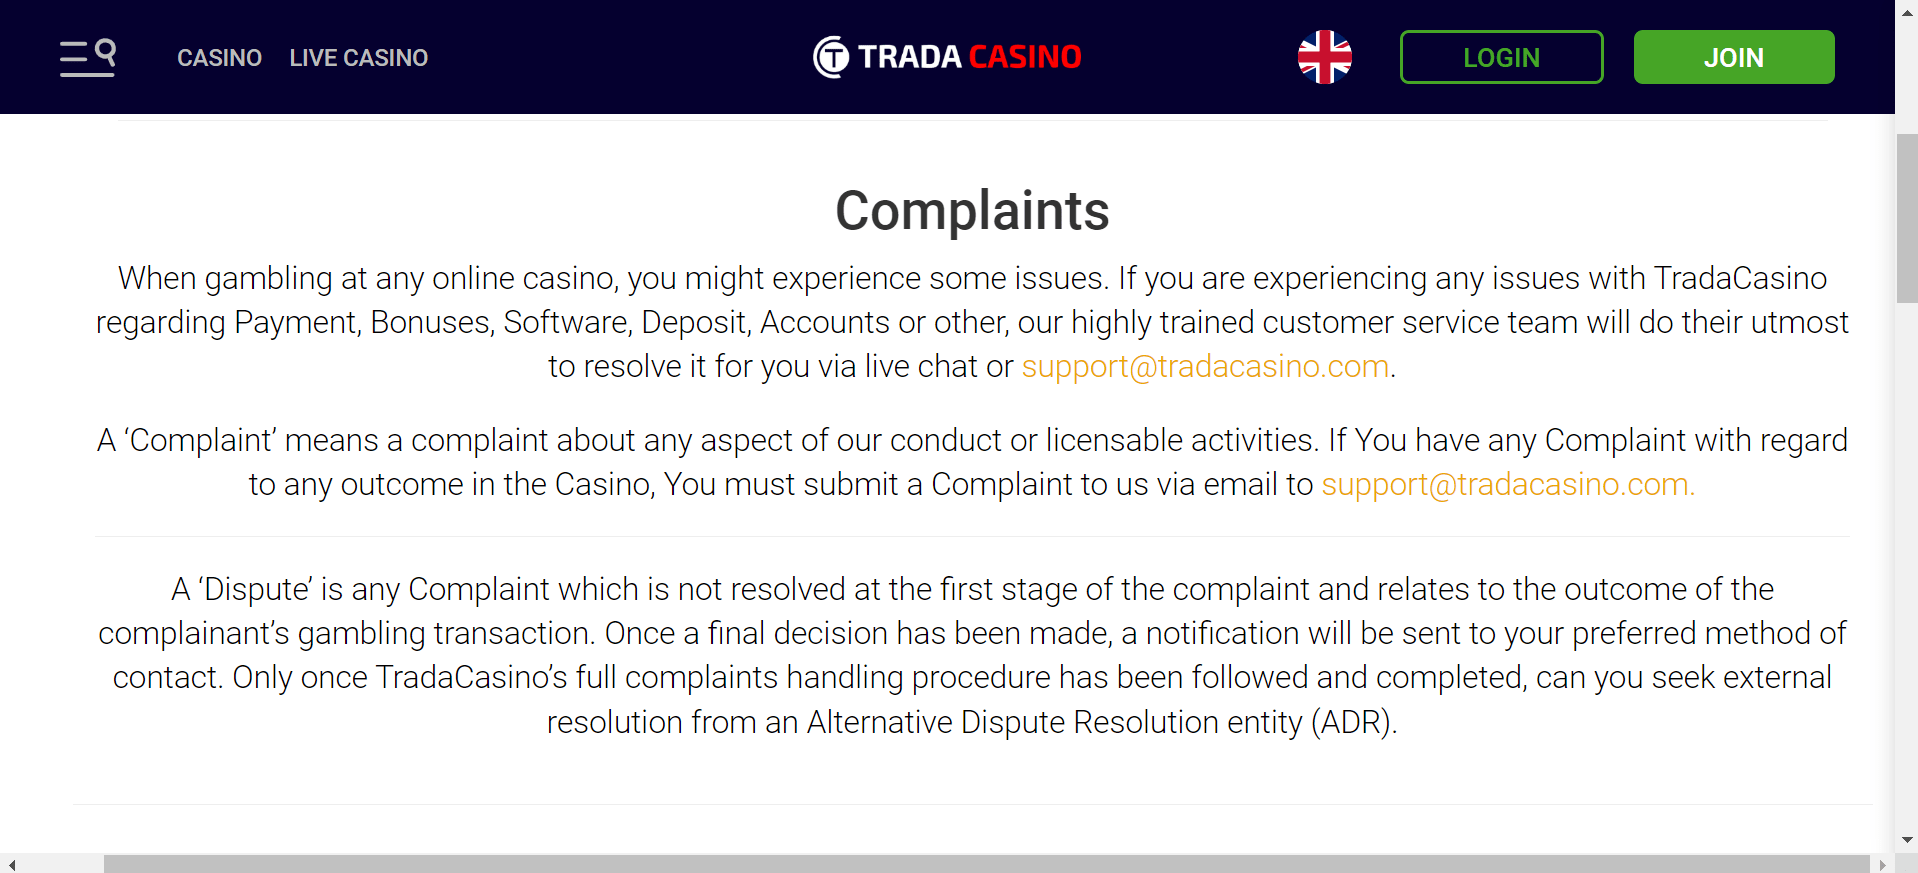 CASINO LIVE CASINO TRADA CASINO LOGIN JOIN
Complaints
When gambling at any online casino, you might experience some issues. If you are experiencing any issues with TradaCasino
regarding Payment, Bonuses, Software, Deposit, Accounts or other, our highly trained customer service team will do their utmost
to resolve it for you via live chat or support@tradacasino.com.
A ‘Complaint’ means a complaint about any aspect of our conduct or licensable activities. If You have any Complaint with regard
to any outcome in the Casino, You must submit a Complaint to us via email to support@tradacasino.com.
A ‘Dispute’ is any Complaint which is not resolved at the first stage of the complaint and relates to the outcome of the
complainant’s gambling transaction. Once a final decision has been made, a notification will be sent to your preferred method of
contact. Only once TradaCasino’s full complaints handling procedure has been followed and completed, can you seek external
resolution from an Alternative Dispute Resolution entity (ADR).